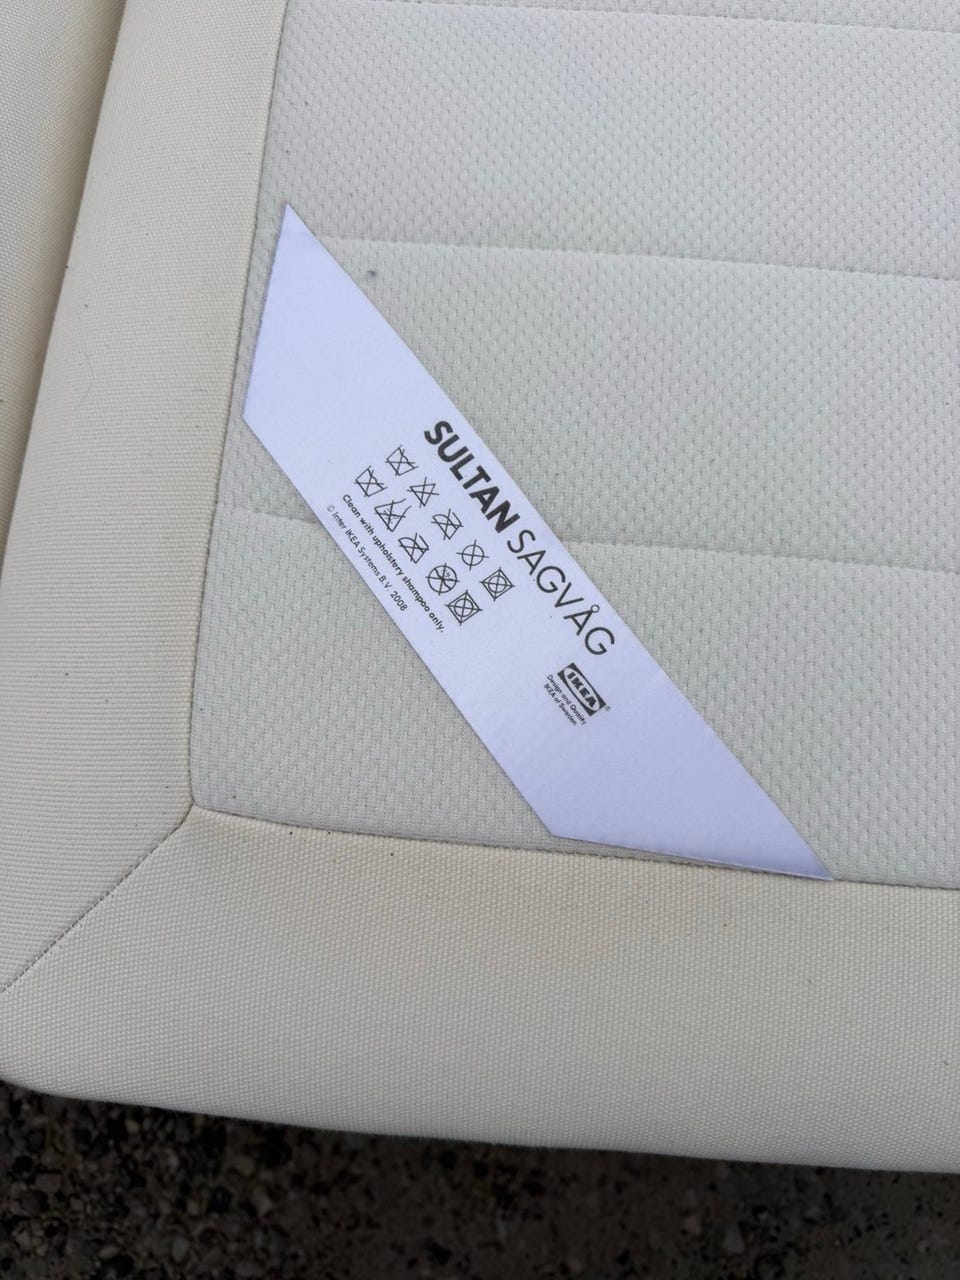 SULTAN SAGVÅG
Clean with upholstery shampoo only.
© Inter IKEA Systems B.V. 2008
IKEA®
Design and Quality
IKEA of Sweden